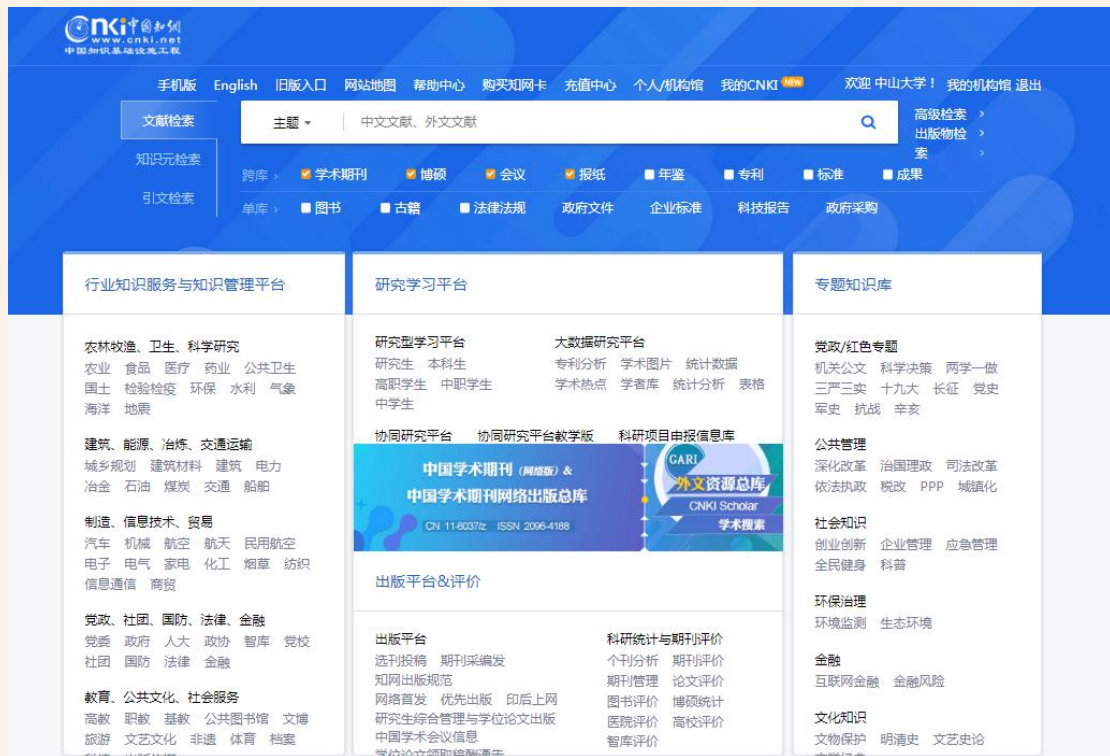 CNKi中国知网
www.cnki.net
中国知识基础设施工程
手机版 English 旧版入口 网站地图 帮助中心 购买知网卡 充值中心 个人/机构馆 我的CNKI NEW 欢迎 中山大学！ 我的机构馆 退出
文献检索
知识元检索
引文检索
主题
中文文献、外文文献
高级检索 >
出版物检索 >
跨库 > 学术期刊 博硕 会议 报纸 年鉴 专利 标准 成果
单库 > 图书 古籍 法律法规 政府文件 企业标准 科技报告 政府采购
行业知识服务与知识管理平台
农林牧渔、卫生、科学研究
农业 食品 医疗 药业 公共卫生
国土 检验检疫 环保 水利 气象
海洋 地震
建筑、能源、冶炼、交通运输
城乡规划 建筑材料 建筑 电力
冶金 石油 煤炭 交通 船舶
制造、信息技术、贸易
汽车 机械 航空 航天 民用航空
电子 电气 家电 化工 烟草 纺织
信息通信 商贸
党政、社团、国防、法律、金融
党委 政府 人大 政协 智库 党校
社团 国防 法律 金融
教育、公共文化、社会服务
高教 职教 基教 公共图书馆 文博
旅游 文艺文化 非遗 体育 档案
研究学习平台
研究型学习平台
研究生 本科生
高职学生 中职学生
中学生
大数据研究平台
专利分析 学术图片 统计数据
学术热点 学者库 统计分析 表格
协同研究平台 协同研究平台教学版 科研项目申报信息库
中国学术期刊（网络版）&
中国学术期刊网络出版总库
CN 11-6037/z ISSN 2096-4188
GARI
外文资源总库
CNKI Scholar
学术搜索
出版平台&评价
出版平台
选刊投稿 期刊采编发
知网出版规范
网络首发 优先出版 印后上网
研究生综合管理与学位论文出版
中国学术会议信息
学位论文领取稿酬通告
科研统计与期刊评价
个刊分析 期刊评价
期刊管理 论文评价
图书评价 博硕统计
医院评价 高校评价
智库评价
专题知识库
党政/红色专题
机关公文 科学决策 两学一做
三严三实 十九大 长征 党史
军史 抗战 辛亥
公共管理
深化改革 治国理政 司法改革
依法执政 税改 PPP 城镇化
社会知识
创业创新 企业管理 应急管理
全民健身 科普
环保治理
环境监测 生态环境
金融
互联网金融 金融风险
文化知识
文物保护 明清史 文艺史论